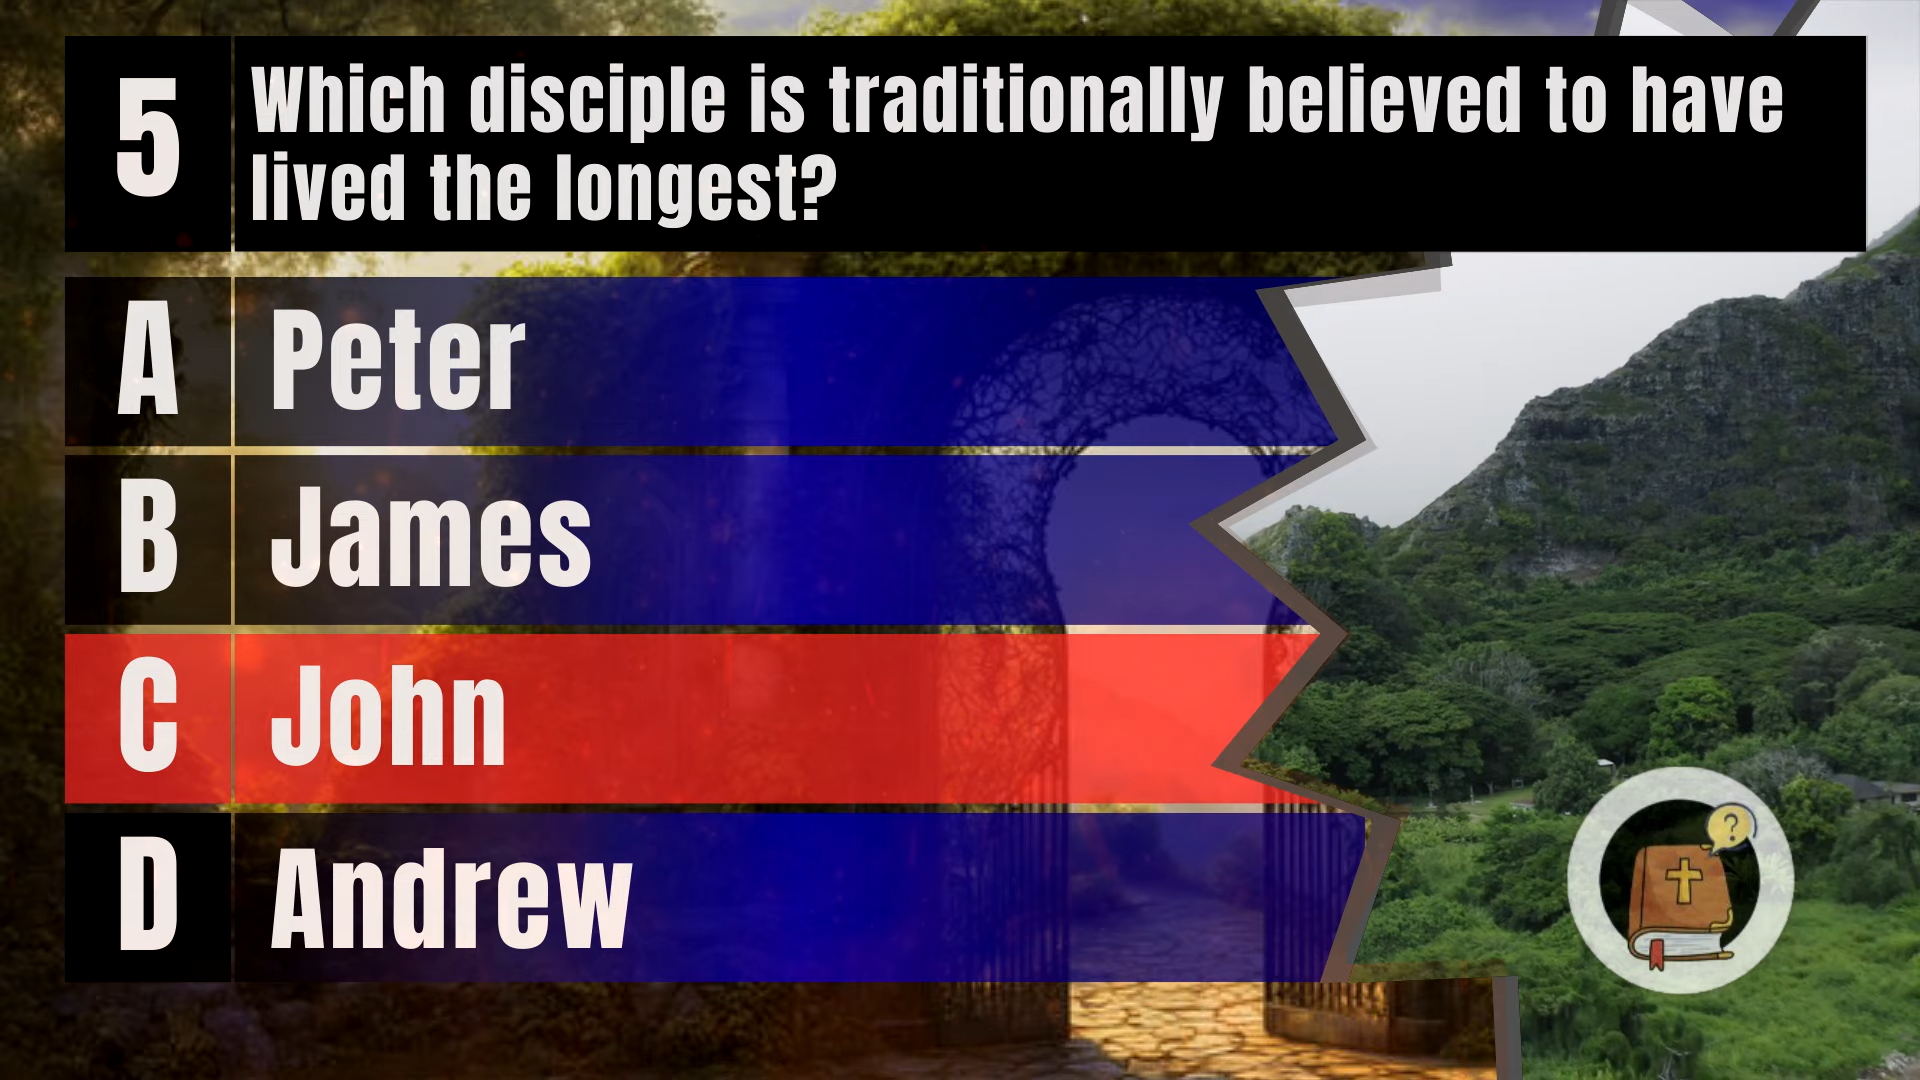 5
Which disciple is traditionally believed to have
lived the longest?
A
Peter
B
James
C
John
D
Andrew
?